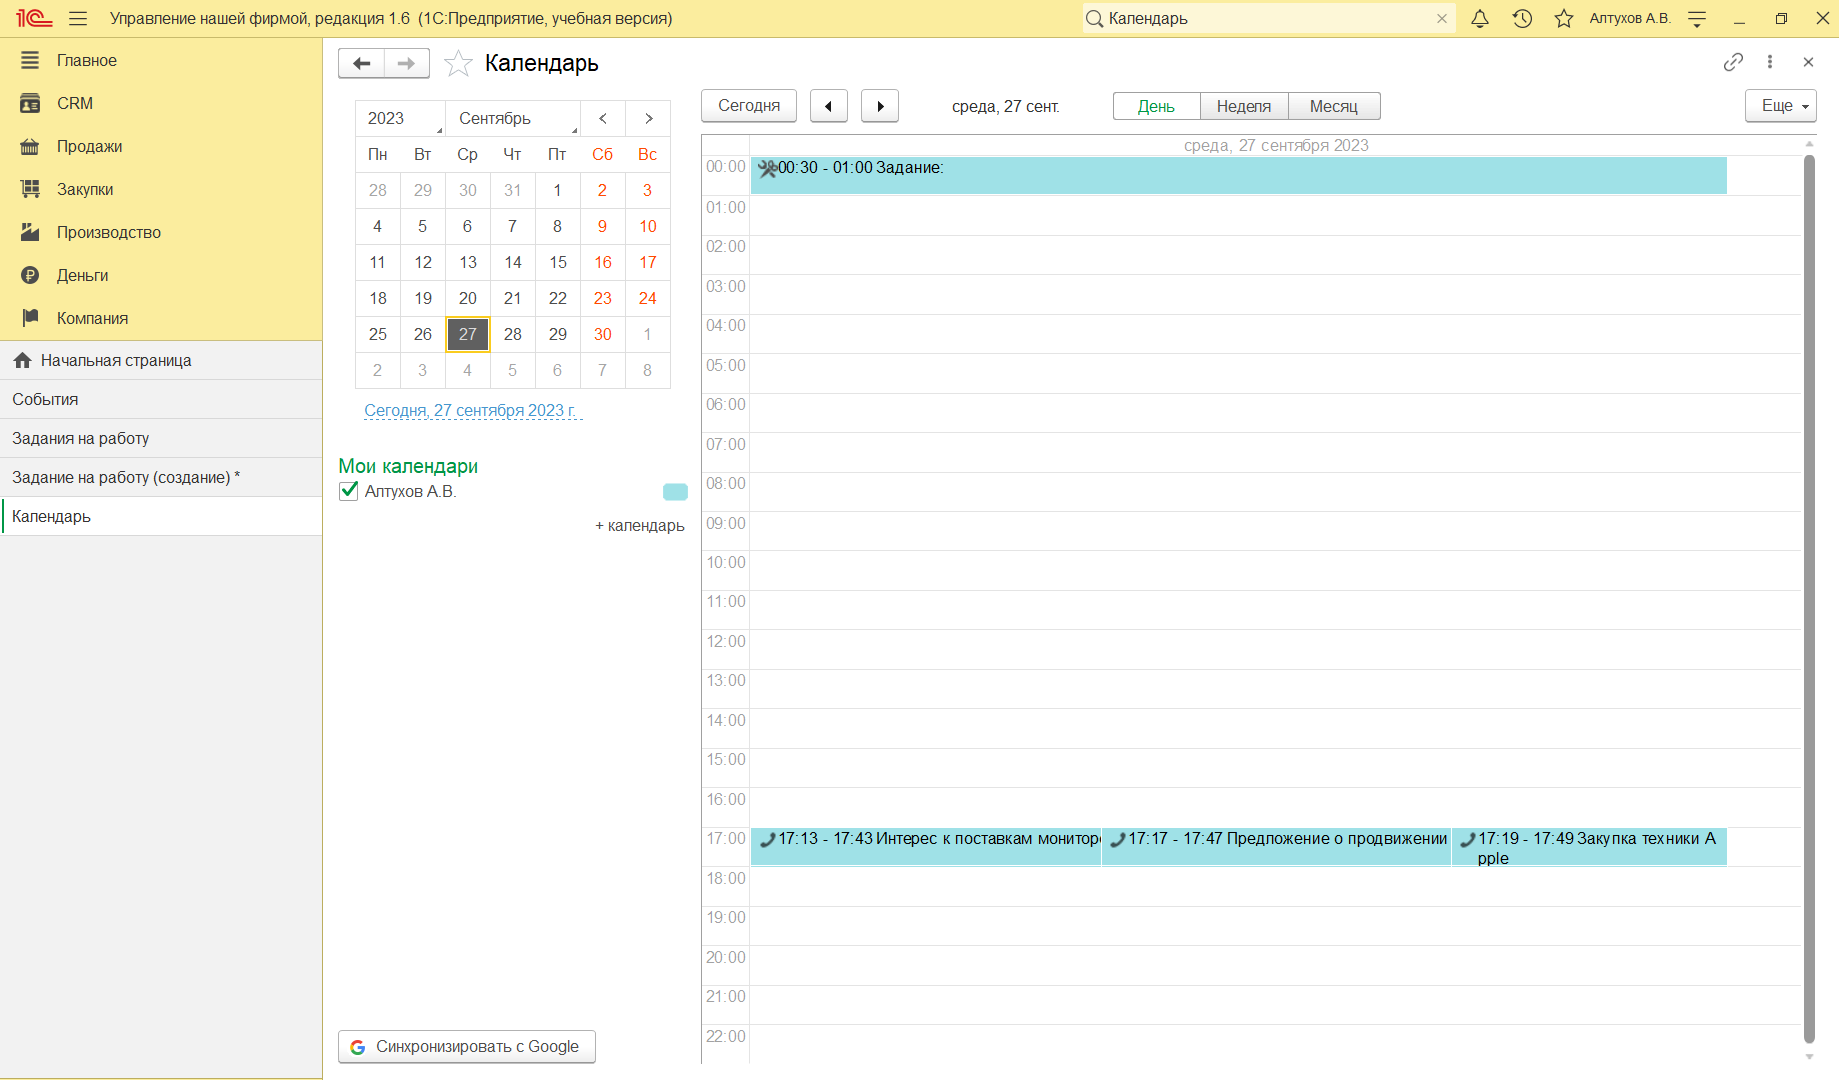 1С Управление нашей фирмой, редакция 1.6 (1С:Предприятие, учебная версия) Календарь Алтухов А.В.
Главное
CRM
Продажи
Закупки
Производство
Деньги
Компания
Начальная страница
События
Задания на работу
Задание на работу (создание) *
Календарь
Календарь
2023 Сентябрь < >
Пн Вт Ср Чт Пт Сб Вс
28 29 30 31 1 2 3
4 5 6 7 8 9 10
11 12 13 14 15 16 17
18 19 20 21 22 23 24
25 26 27 28 29 30 1
2 3 4 5 6 7 8
Сегодня, 27 сентября 2023 г.
Мои календари
Алтухов А.В.
+ календарь
Синхронизировать с Google
Сегодня среда, 27 сент. День Неделя Месяц Еще
среда, 27 сентября 2023
00:00 00:30 - 01:00 Задание:
01:00
02:00
03:00
04:00
05:00
06:00
07:00
08:00
09:00
10:00
11:00
12:00
13:00
14:00
15:00
16:00
17:00 17:13 - 17:43 Интерес к поставкам мониторо 17:17 - 17:47 Предложение о продвижении 17:19 - 17:49 Закупка техники A
pple
18:00
19:00
20:00
21:00
22:00